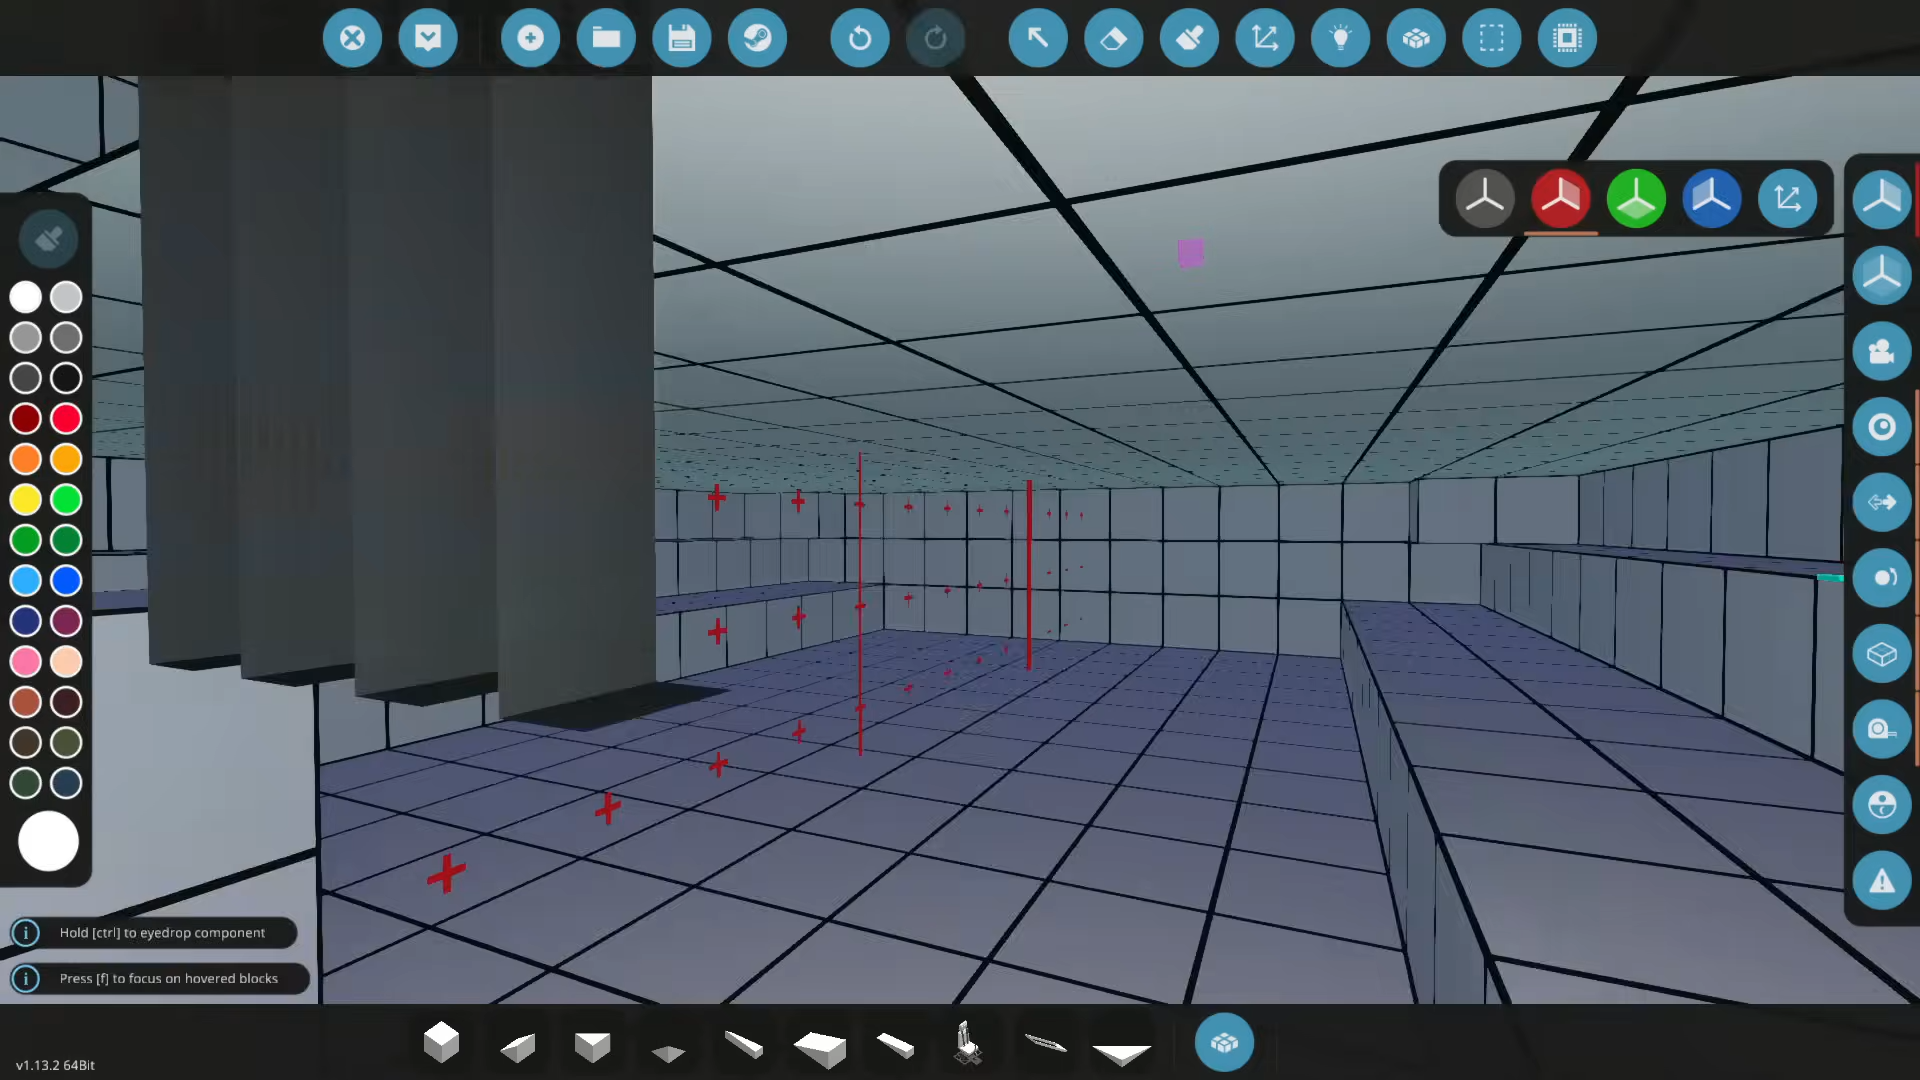 Hold [ctrl] to eyedrop component
Press [f] to focus on hovered blocks
v1.13.2 64Bit